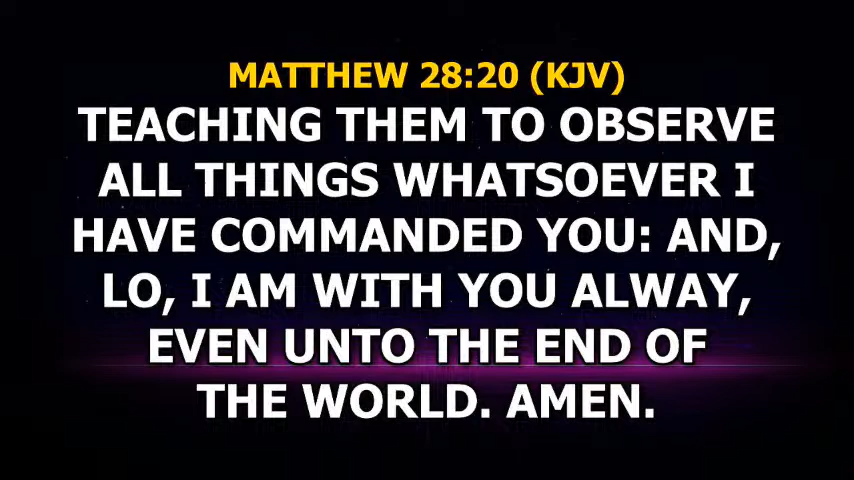 MATTHEW 28:20 (KJV)
TEACHING THEM TO OBSERVE
ALL THINGS WHATSOEVER I
HAVE COMMANDED YOU: AND,
LO, I AM WITH YOU ALWAY,
EVEN UNTO THE END OF
THE WORLD. AMEN.